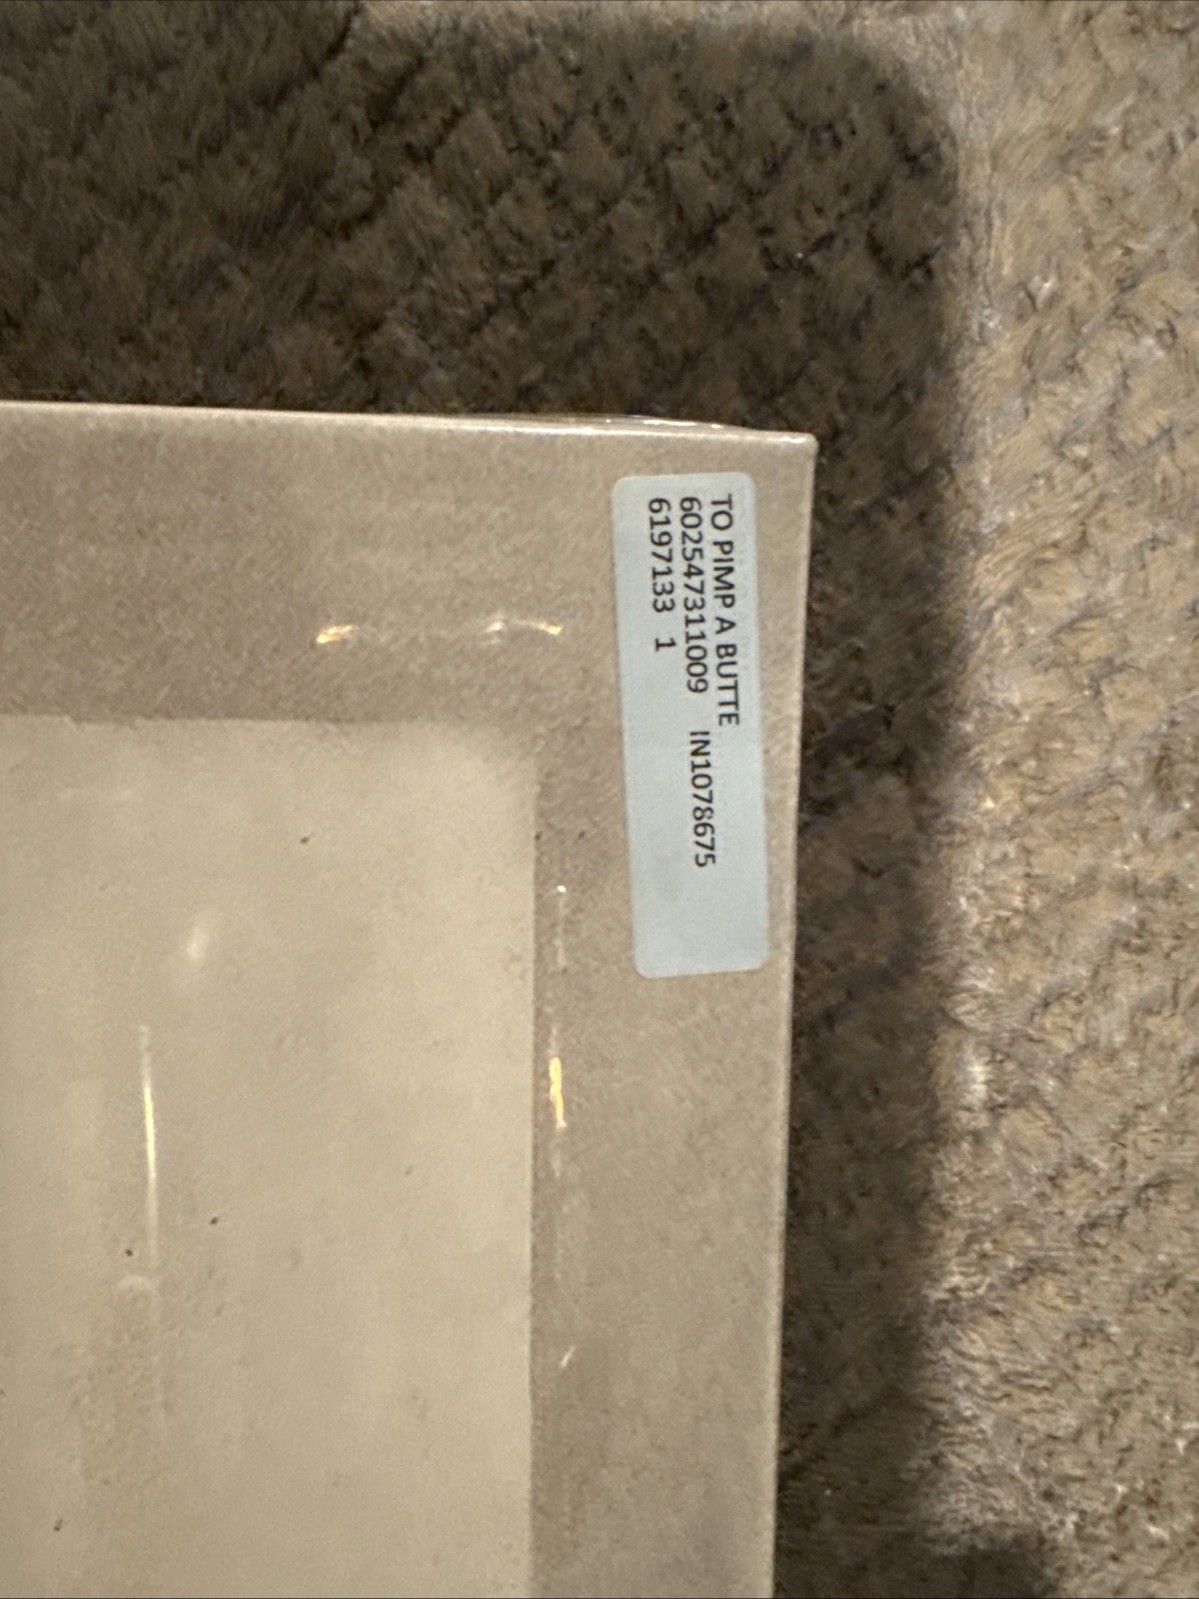 TO PIMP A BUTTE
602547311009 IN1078675
6197133 1